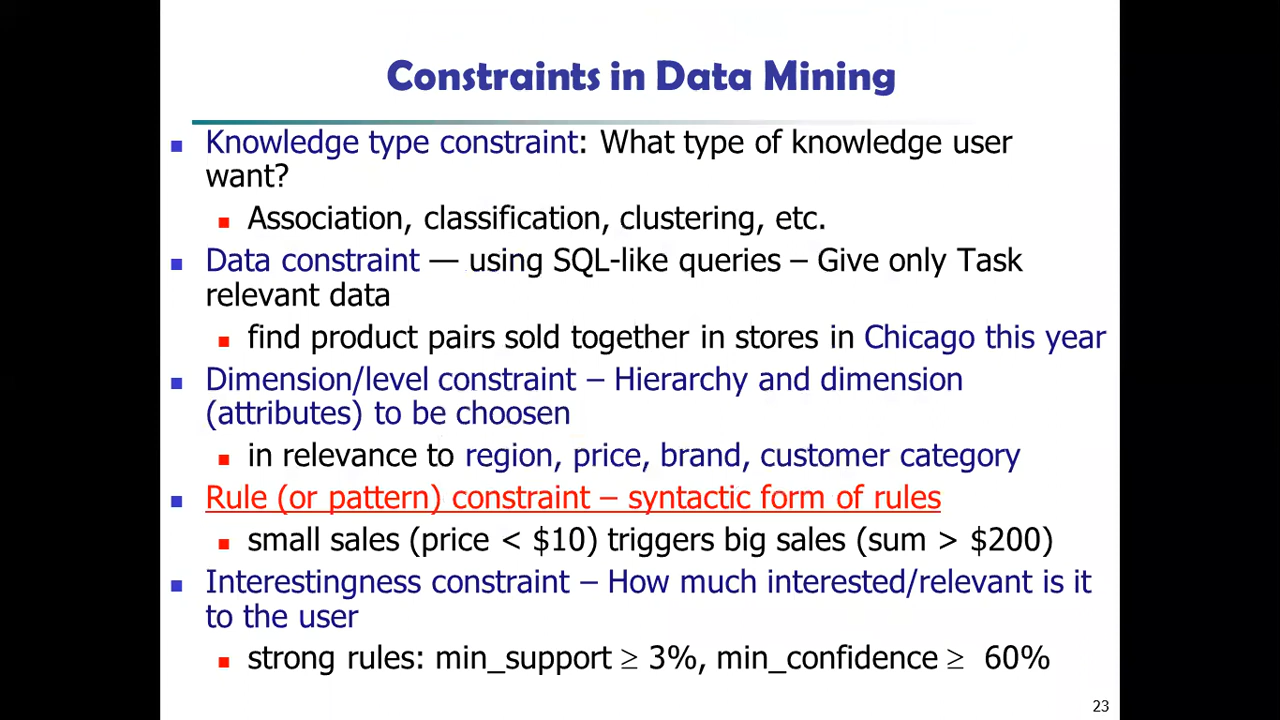 Constraints in Data Mining
Knowledge type constraint: What type of knowledge user
want?
Association, classification, clustering, etc.
Data constraint — using SQL-like queries – Give only Task
relevant data
find product pairs sold together in stores in Chicago this year
Dimension/level constraint – Hierarchy and dimension
(attributes) to be choosen
in relevance to region, price, brand, customer category
Rule (or pattern) constraint – syntactic form of rules
small sales (price < $10) triggers big sales (sum > $200)
Interestingness constraint – How much interested/relevant is it
to the user
strong rules: min_support ≥ 3%, min_confidence ≥ 60%
23